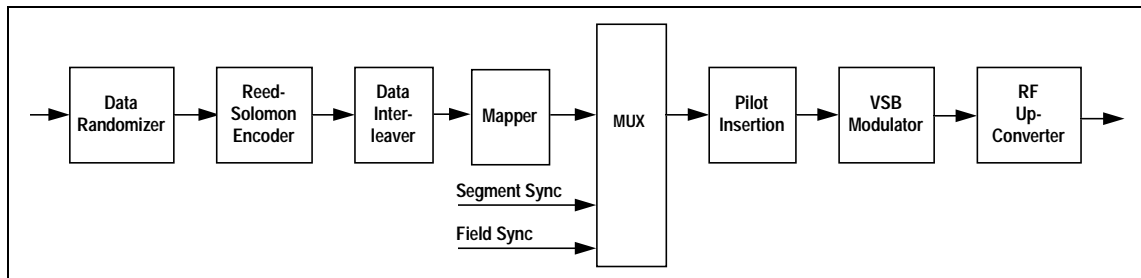 Data
Randomizer
Reed-
Solomon
Encoder
Data
Inter-
leaver
Mapper
MUX
Pilot
Insertion
VSB
Modulator
RF
Up-
Converter
Segment Sync
Field Sync